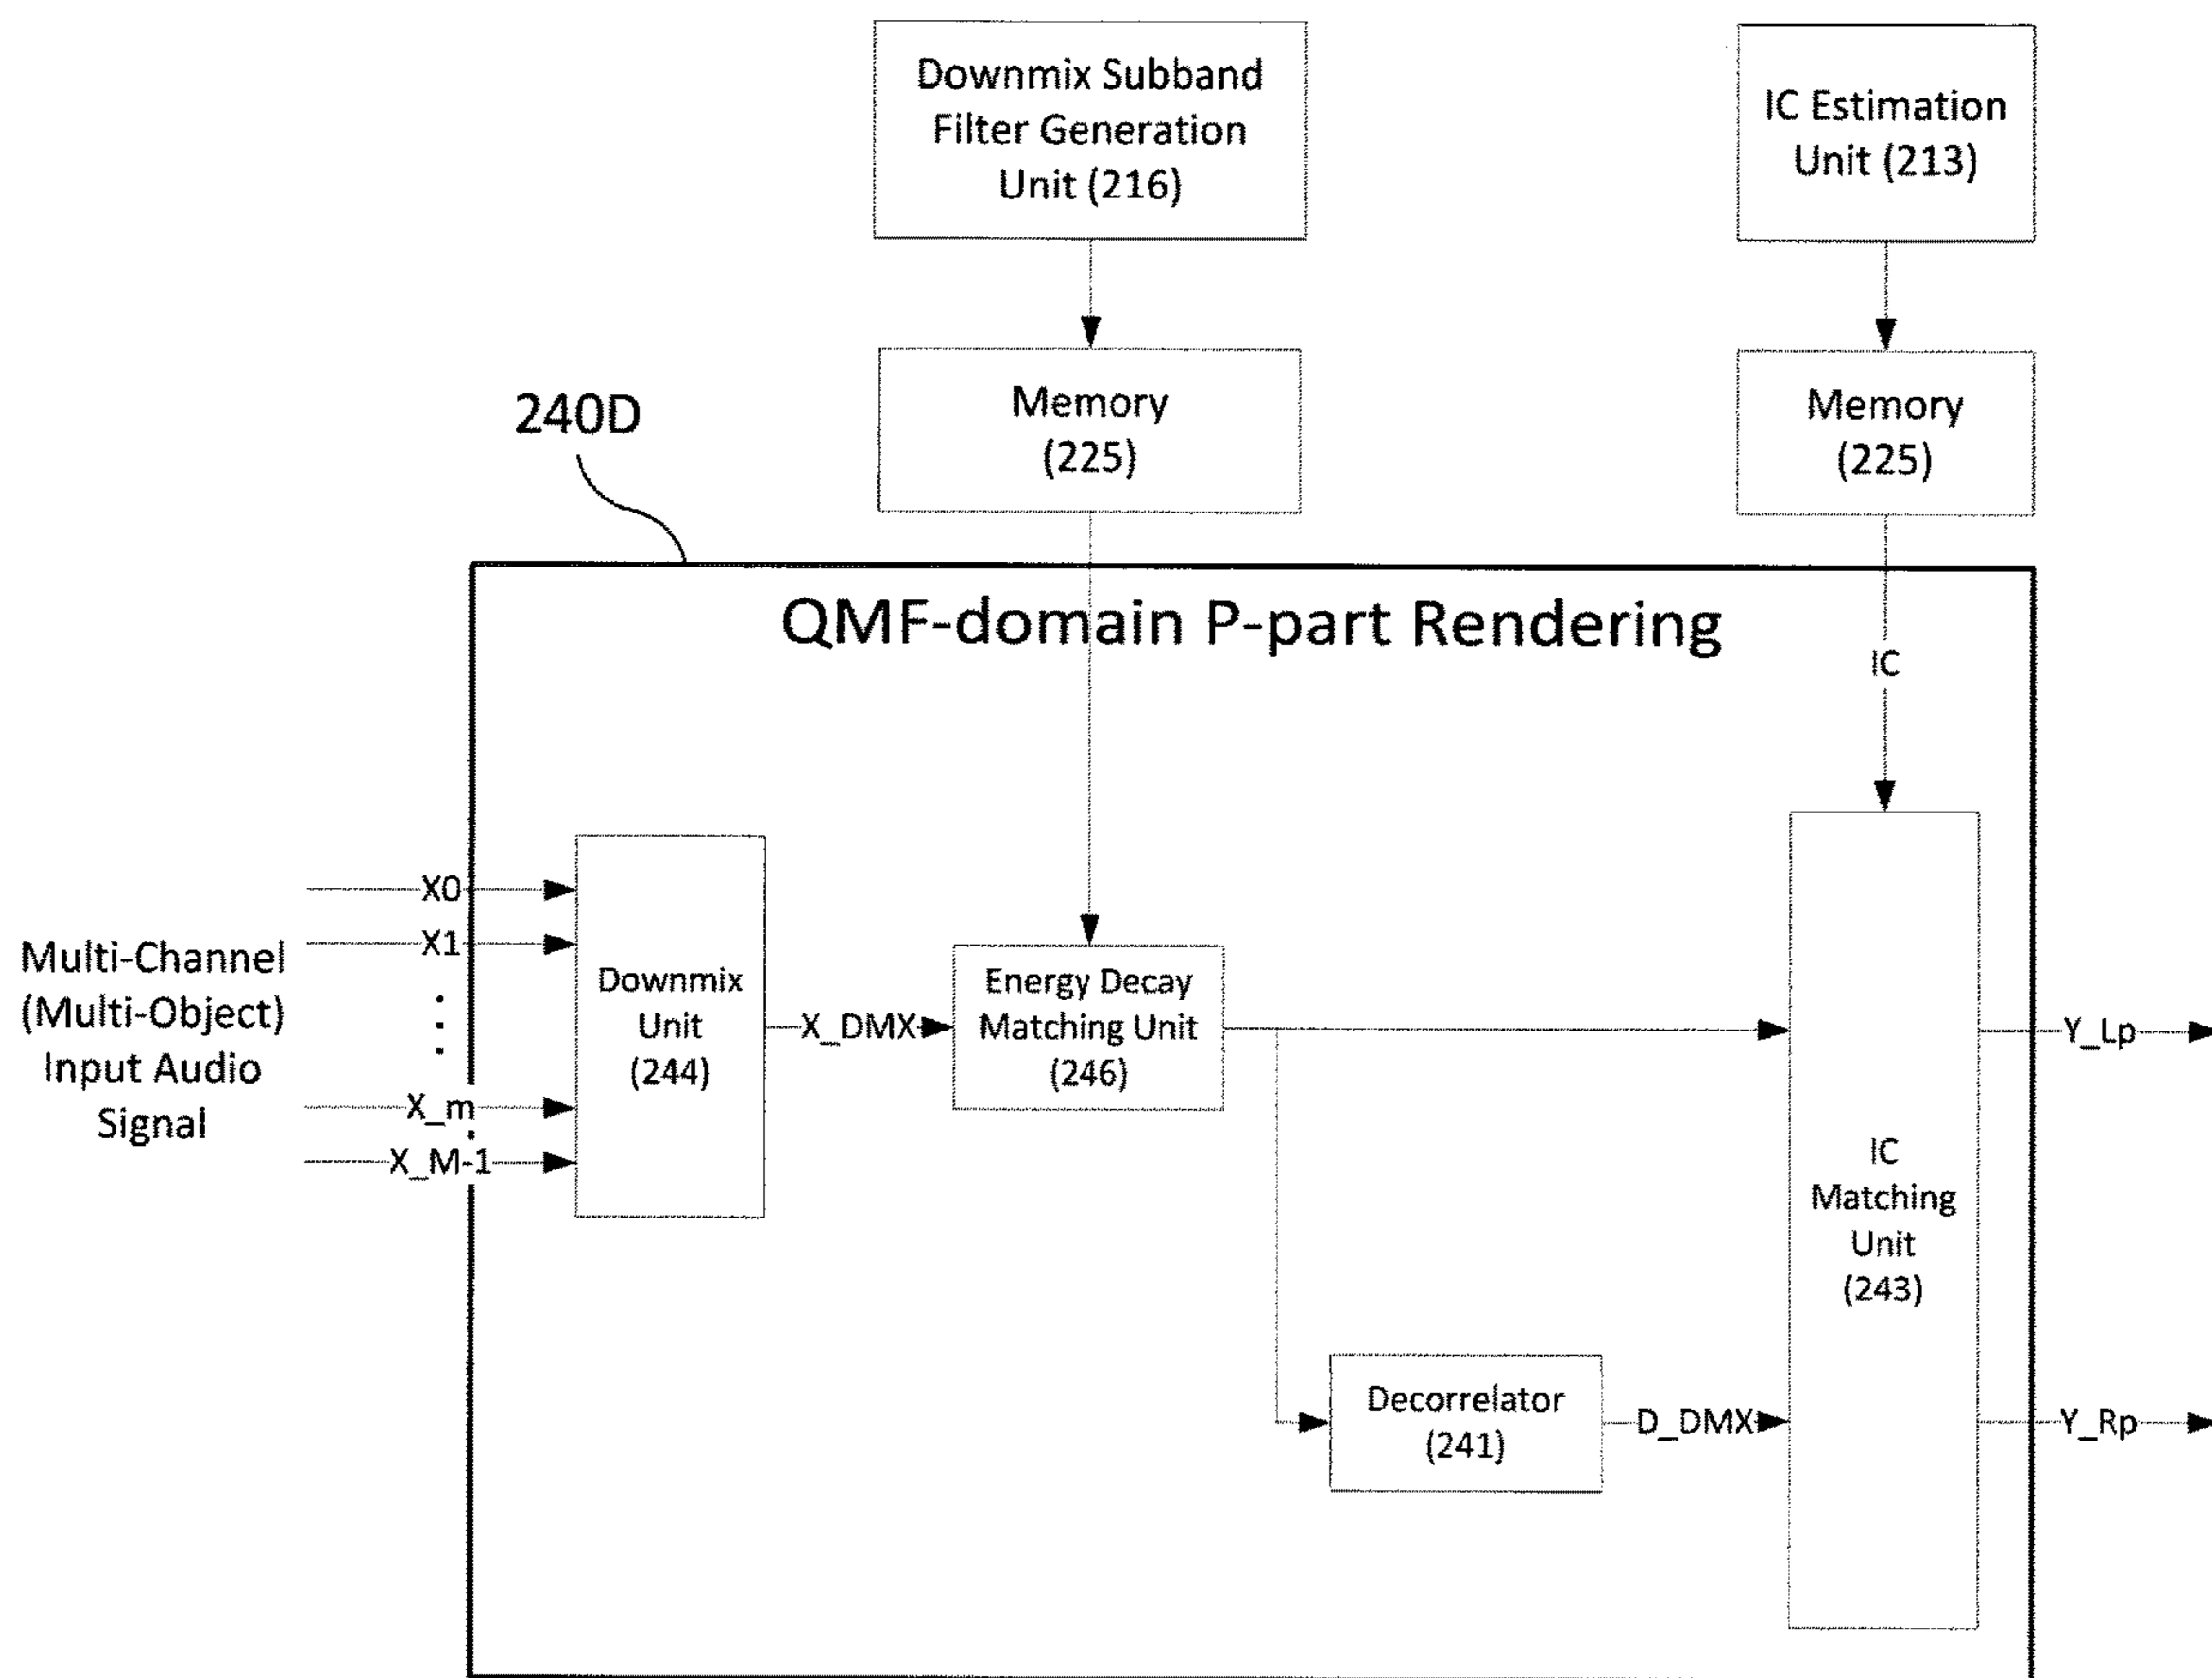 Downmix Subband
Filter Generation
Unit (216)
IC Estimation
Unit (213)
Memory
(225)
Memory
(225)
240D
QMF-domain P-part Rendering
IC
Multi-Channel
(Multi-Object)
Input Audio
Signal
X0
X1
X_m
X_M-1
Downmix
Unit
(244)
X_DMX
Energy Decay
Matching Unit
(246)
Decorrelator
(241)
D_DMX
IC
Matching
Unit
(243)
Y_Lp
Y_Rp